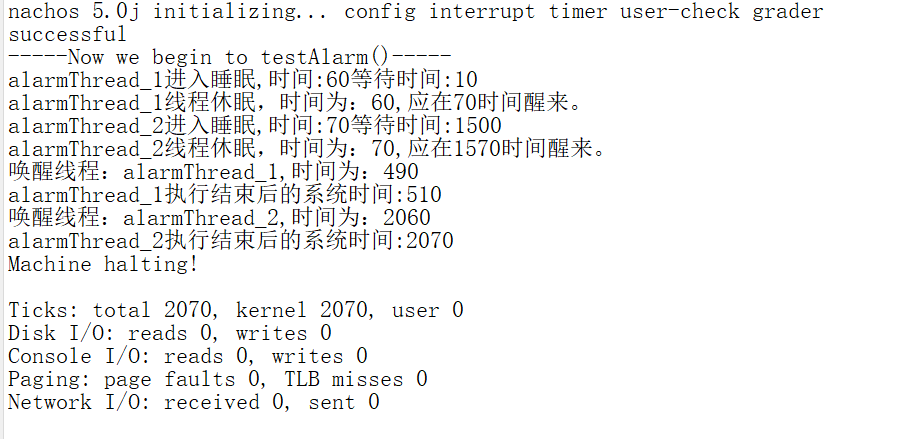 nachos 5.0j initializing... config interrupt timer user-check grader
successful
-----Now we begin to testAlarm()-----
alarmThread_1进入睡眠,时间:60等待时间:10
alarmThread_1线程休眠，时间为：60,应在70时间醒来。
alarmThread_2进入睡眠,时间:70等待时间:1500
alarmThread_2线程休眠，时间为：70,应在1570时间醒来。
唤醒线程：alarmThread_1,时间为：490
alarmThread_1执行结束后的系统时间:510
唤醒线程：alarmThread_2,时间为：2060
alarmThread_2执行结束后的系统时间:2070
Machine halting!
Ticks: total 2070, kernel 2070, user 0
Disk I/O: reads 0, writes 0
Console I/O: reads 0, writes 0
Paging: page faults 0, TLB misses 0
Network I/O: received 0, sent 0